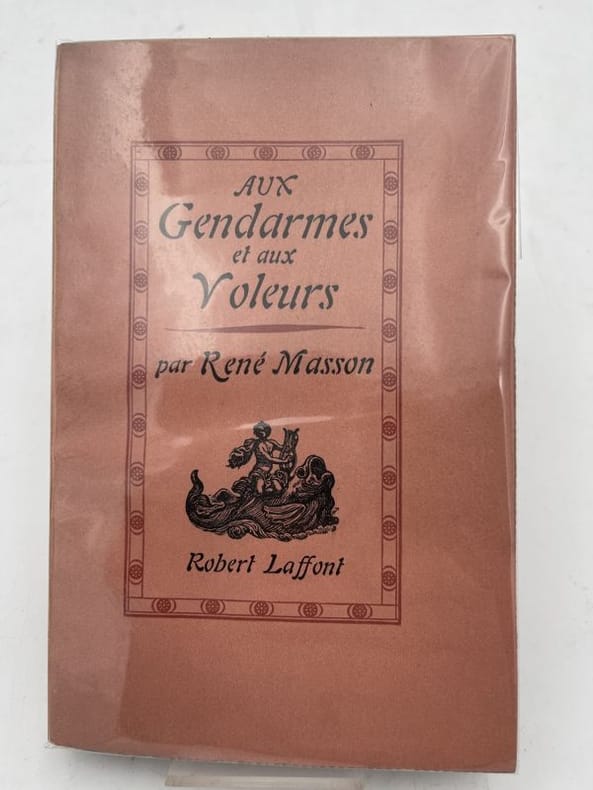 AUX
Gendarmes
et aux
Voleurs
par René Masson
Robert Laffont